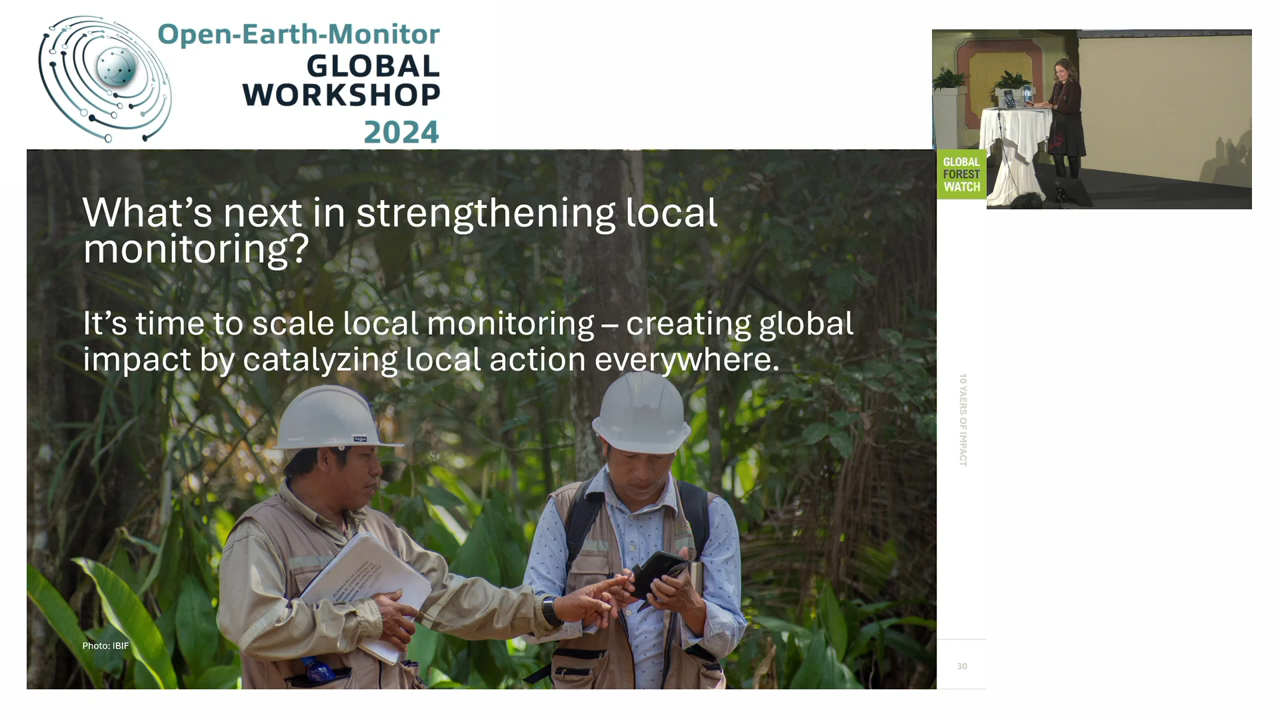 Open-Earth-Monitor
GLOBAL
WORKSHOP
2024
GLOBAL
FOREST
WATCH
What's next in strengthening local
monitoring?
It's time to scale local monitoring – creating global
impact by catalyzing local action everywhere.
Photo: IBIF
10 YAERS OF IMPACT
30